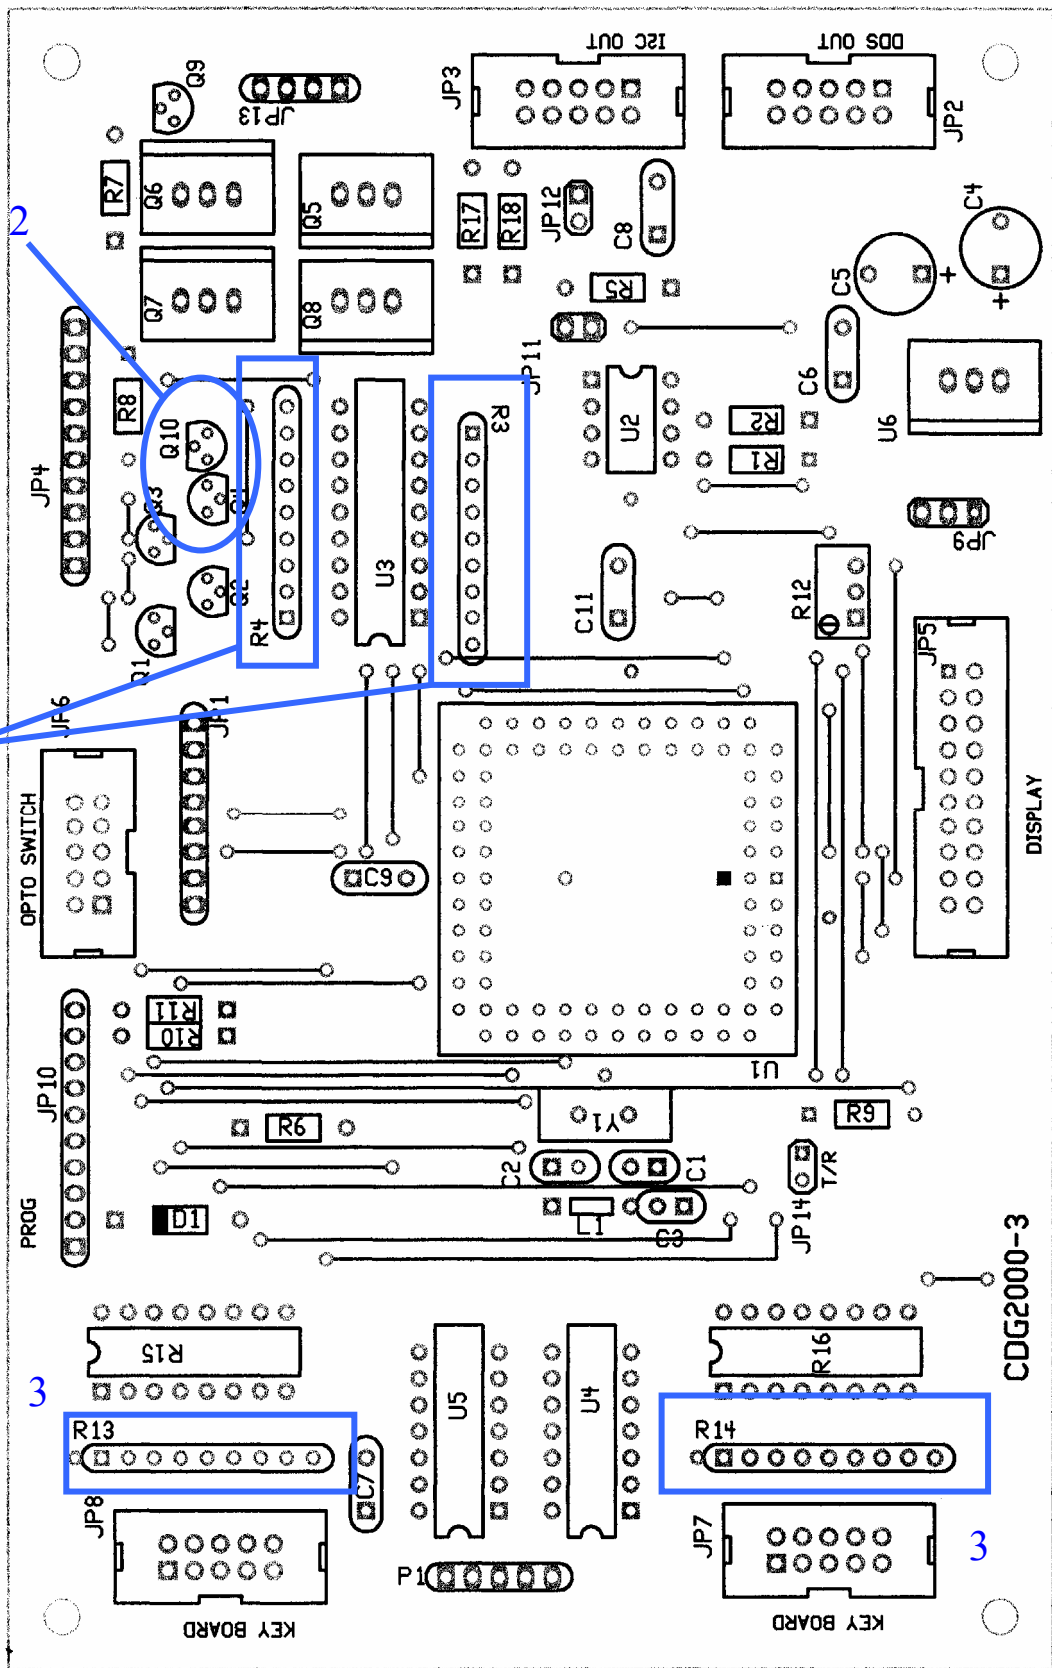 I2C OUT
DDS OUT
Q9
JP13
JP3
JP2
R7
Q6
Q5
R17
R18
JP12
C8
C4
2
Q7
Q8
R5
C5
JP11
C6
R8
Q10
R3
U2
R2
R1
U6
JP4
Q3
Q4
JP9
U3
C11
R12
Q2
R4
Q1
JP5
JP6
JP1
OPTO SWITCH
DISPLAY
C9
R11
R10
JP10
U1
Y1
R6
R9
C2
C1
T/R
PROG
D1
L1
C3
JP14
CDG2000-3
R15
R16
3
U5
U4
R13
R14
C7
JP8
JP7
3
P1
KEY BOARD
KEY BOARD